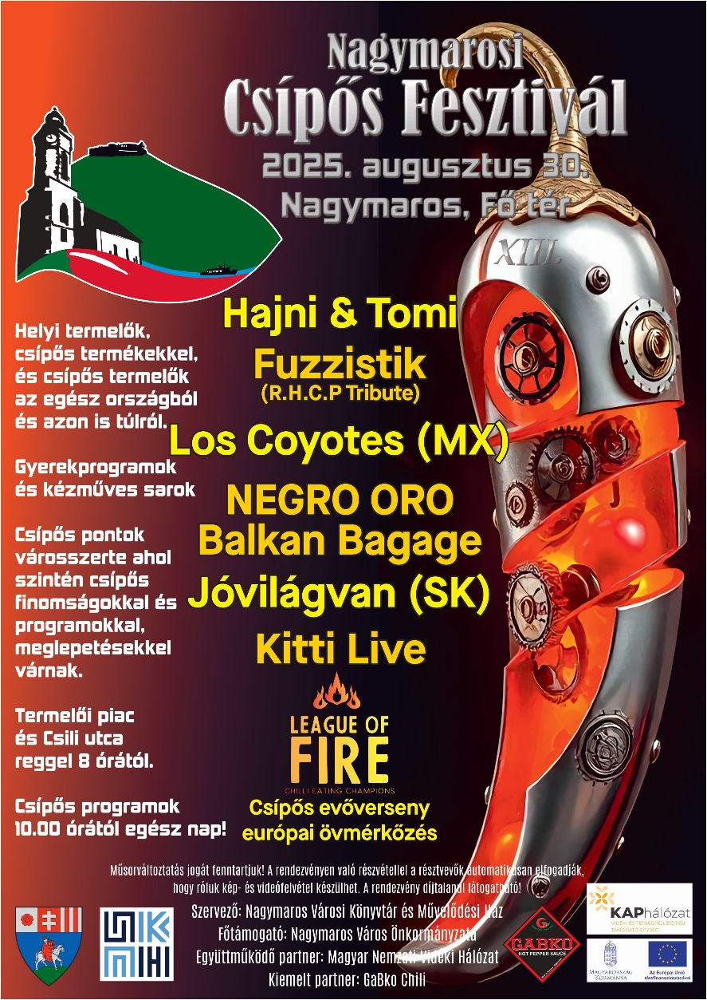 Nagymarosi
Csípős Fesztivál
2025. augusztus 30.
Nagymaros, Fő tér
XIII.
Helyi termelők,
csípős termékekkel,
és csípős termelők
az egész országból
és azon is túlról.
Gyerekprogramok
és kézműves sarok
Csípős pontok
városszerte ahol
szintén csípős
finomságokkal és
programokkal,
meglepetésekkel
várnak.
Termelői piac
és Csili utca
reggel 8 órától.
Csípős programok
10.00 órától egész nap!
Hajni & Tomi
Fuzzistik
(R.H.C.P Tribute)
Los Coyotes (MX)
NEGRO ORO
Balkan Bagage
Jóvilágvan (SK)
Kitti Live
LEAGUE OF
FIRE
CHILLI EATING CHAMPIONS
Csípős evőverseny
európai övmérkőzés
Műsorváltoztatás jogát fenntartjuk! A rendezvényen való részvétellel a résztvevők automatikusan elfogadják,
hogy róluk kép- és videófelvétel készülhet. A rendezvény díjtalanul látogatható!
Szervező: Nagymaros Városi Könyvtár és Művelődési Ház
Főtámogató: Nagymaros Város Önkormányzata
Együttműködő partner: Magyar Nemzeti Vidéki Hálózat
Kiemelt partner: GaBko Chili
G
GABKO
HOT PEPPER SAUCE
KAPhálózat
VIDÉK- ÉS TÉRSÉGFEJLESZTÉSI
TÁMOGATÓ EGYSÉG
MAGYARORSZÁG
KORMÁNYA
Az Európai Unió
társfinanszírozásával